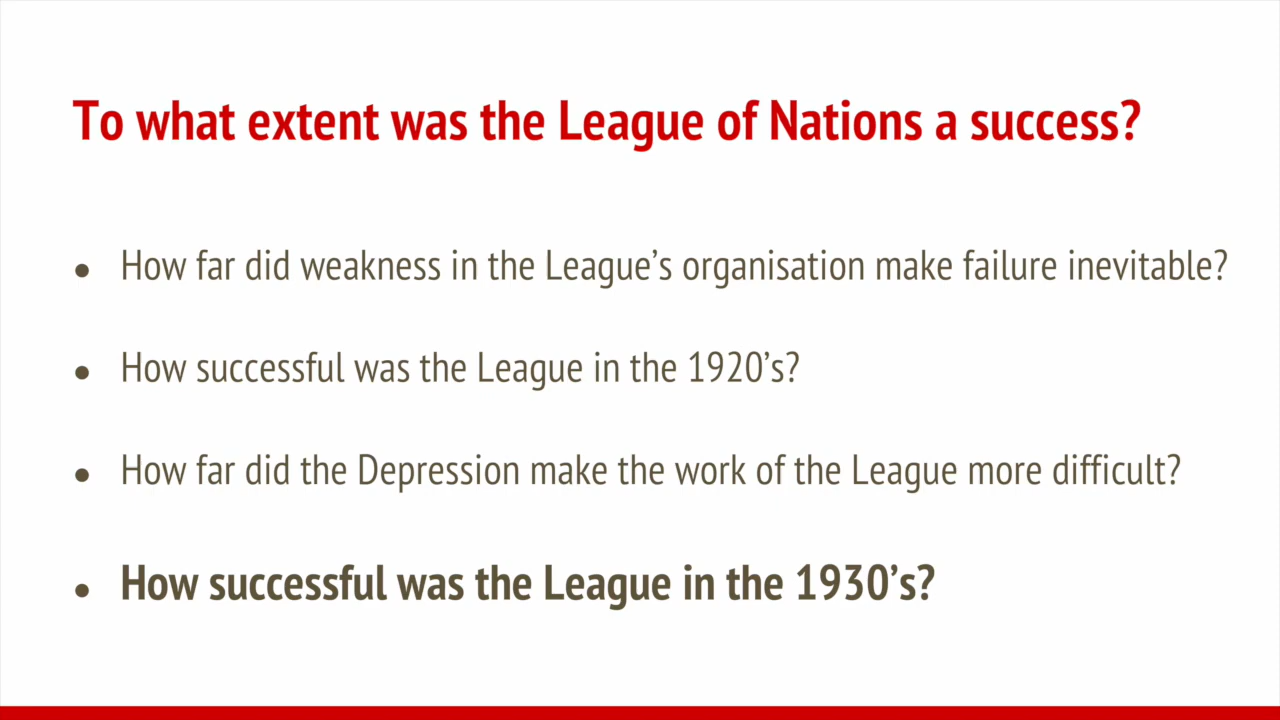 To what extent was the League of Nations a success?
● How far did weakness in the League’s organisation make failure inevitable?
● How successful was the League in the 1920’s?
● How far did the Depression make the work of the League more difficult?
● How successful was the League in the 1930’s?